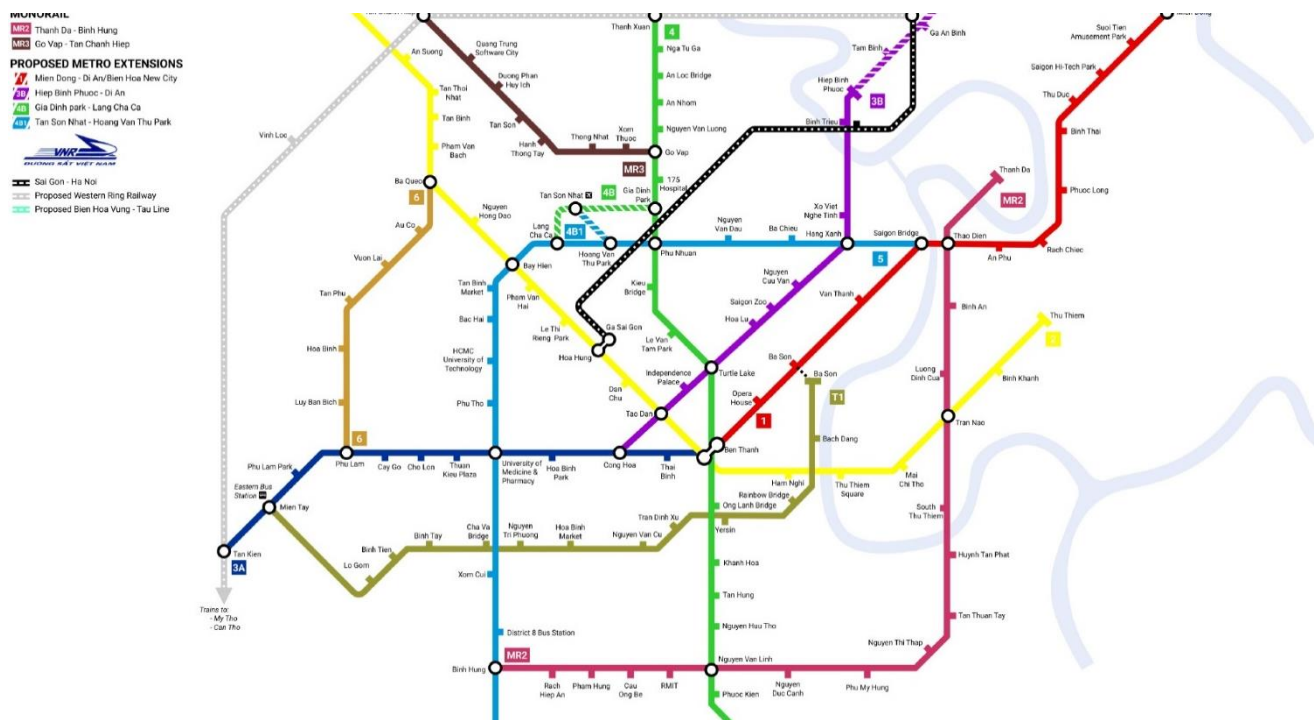 MONORAIL
MR2 Thanh Da - Binh Hung
MR3 Go Vap - Tan Chanh Hiep
PROPOSED METRO EXTENSIONS
1 Mien Dong - Di An/Bien Hoa New City
3B Hiep Binh Phuoc - Di An
4B Gia Dinh park - Lang Cha Ca
4B1 Tan Son Nhat - Hoang Van Thu Park
VNR
ĐƯỜNG SẮT VIỆT NAM
Sai Gon - Ha Noi
Proposed Western Ring Railway
Proposed Bien Hoa Vung - Tau Line
Thanh Xuan
4
Nga Tu Ga
An Loc Bridge
An Nhom
Nguyen Van Luong
Go Vap
MR3
175
Hospital
Gia Dinh
Park
An Suong
Tan Thoi
Nhat
Tan Binh
Pham Van
Bach
Ba Queo
6
Quang Trung
Software City
Duong Phan
Huy Ich
Tan Son
Hanh
Thong Tay
Thong Nhat
Xom
Thuoc
Vinh Loc
Ga An Binh
Tam Binh
Hiep Binh
Phuoc
3B
Binh Trieu
Xo Viet
Nghe Tinh
Hang Xanh
Suoi Tien
Amusement Park
Mien Dong
Saigon Hi-Tech Park
Thu Duc
Binh Thai
Phuoc Long
Rach Chiec
An Phu
Thao Dien
Saigon Bridge
Thanh Da
MR2
Tan Son Nhat
4B
4B1
Lang
Cha Ca
Hoang Van
Thu Park
Phu Nhuan
Nguyen
Van Dau
Ba Chieu
5
Nguyen
Hong Dao
Bay Hien
Au Co
Vuon Lai
Tan Phu
Hoa Binh
Luy Ban Bich
6
Phu Lam
Tan Binh
Market
Bac Hai
HCMC
University of
Technology
Phu Tho
Pham Van
Hai
Le Thi
Rieng Park
Ga Sai Gon
Hoa Hung
Dan
Chu
Kieu
Bridge
Le Van
Tam Park
Turtle Lake
Independence
Palace
Tao Dan
Nguyen
Cuu Van
Saigon Zoo
Hoa Lu
Van Thanh
Ba Son
Ba Son
T1
Opera
House
1
Ben Thanh
Bach Dang
Binh An
Luong
Dinh Cua
Thu Thiem
2
Binh Khanh
Tran Nao
Mai
Chi Tho
Thu Thiem
Square
Ham Nghi
Phu Lam Park
Eastern Bus
Station
Mien Tay
Tan Kien
3A
Trains to:
- My Tho
- Can Tho
Cay Go
Cho Lon
Thuan
Kieu Plaza
University of
Medicine &
Pharmacy
Hoa Binh
Park
Cong Hoa
Thai
Binh
Lo Gom
Binh Tien
Binh Tay
Cha Va
Bridge
Nguyen
Tri Phuong
Hoa Binh
Market
Nguyen Van Cu
Tran Dinh Xu
Yersin
Rainbow Bridge
Ong Lanh Bridge
Khanh Hoa
Tan Hung
Nguyen Huu Tho
Nguyen Van Linh
Phuoc Kien
Xom Cui
District 8 Bus Station
Binh Hung
MR2
Rach
Hiep An
Pham Hung
Cau
Ong Be
RMIT
Nguyen
Duc Canh
Phu My Hung
Nguyen Thi Thap
Tan Thuan Tay
Huynh Tan Phat
South
Thu Thiem